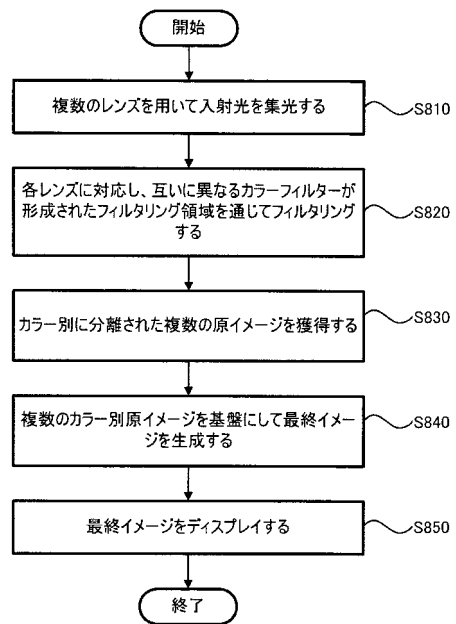 開始
複数のレンズを用いて入射光を集光する
S810
各レンズに対応し、互いに異なるカラーフィルターが
形成されたフィルタリング領域を通じてフィルタリング
する
S820
カラー別に分離された複数の原イメージを獲得する
S830
複数のカラー別原イメージを基盤にして最終イメー
ジを生成する
S840
最終イメージをディスプレイする
S850
終了